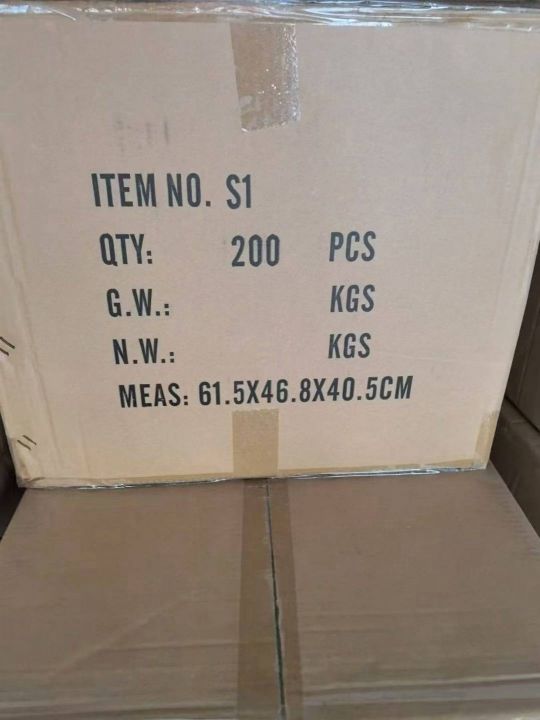 ITEM NO. S1
QTY: 200 PCS
G.W.: KGS
N.W.: KGS
MEAS: 61.5X46.8X40.5CM